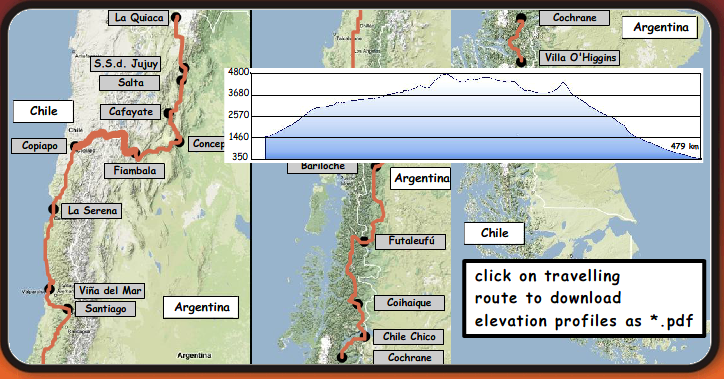 La Quiaca
S.S.d. Jujuy
Salta
Chile
Cafayate
Chile
Copiapo
Concep
Fiambala
La Serena
Viña del Mar
Santiago
Argentina
Argentina
4800
3680
2570
1460
350
479 km
Bariloche
Argentina
Futaleufú
Coihaique
Chile Chico
Cochrane
Cochrane
Argentina
Villa O'Higgins
Chile
click on travelling
route to download
elevation profiles as *.pdf